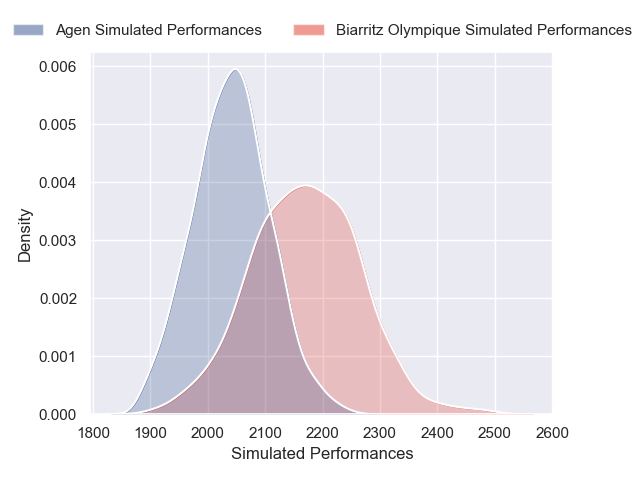 Agen Simulated Performances
Biarritz Olympique Simulated Performances
0.006
0.005
0.004
0.003
0.002
0.001
0.000
Density
1800 1900 2000 2100 2200 2300 2400 2500 2600
Simulated Performances